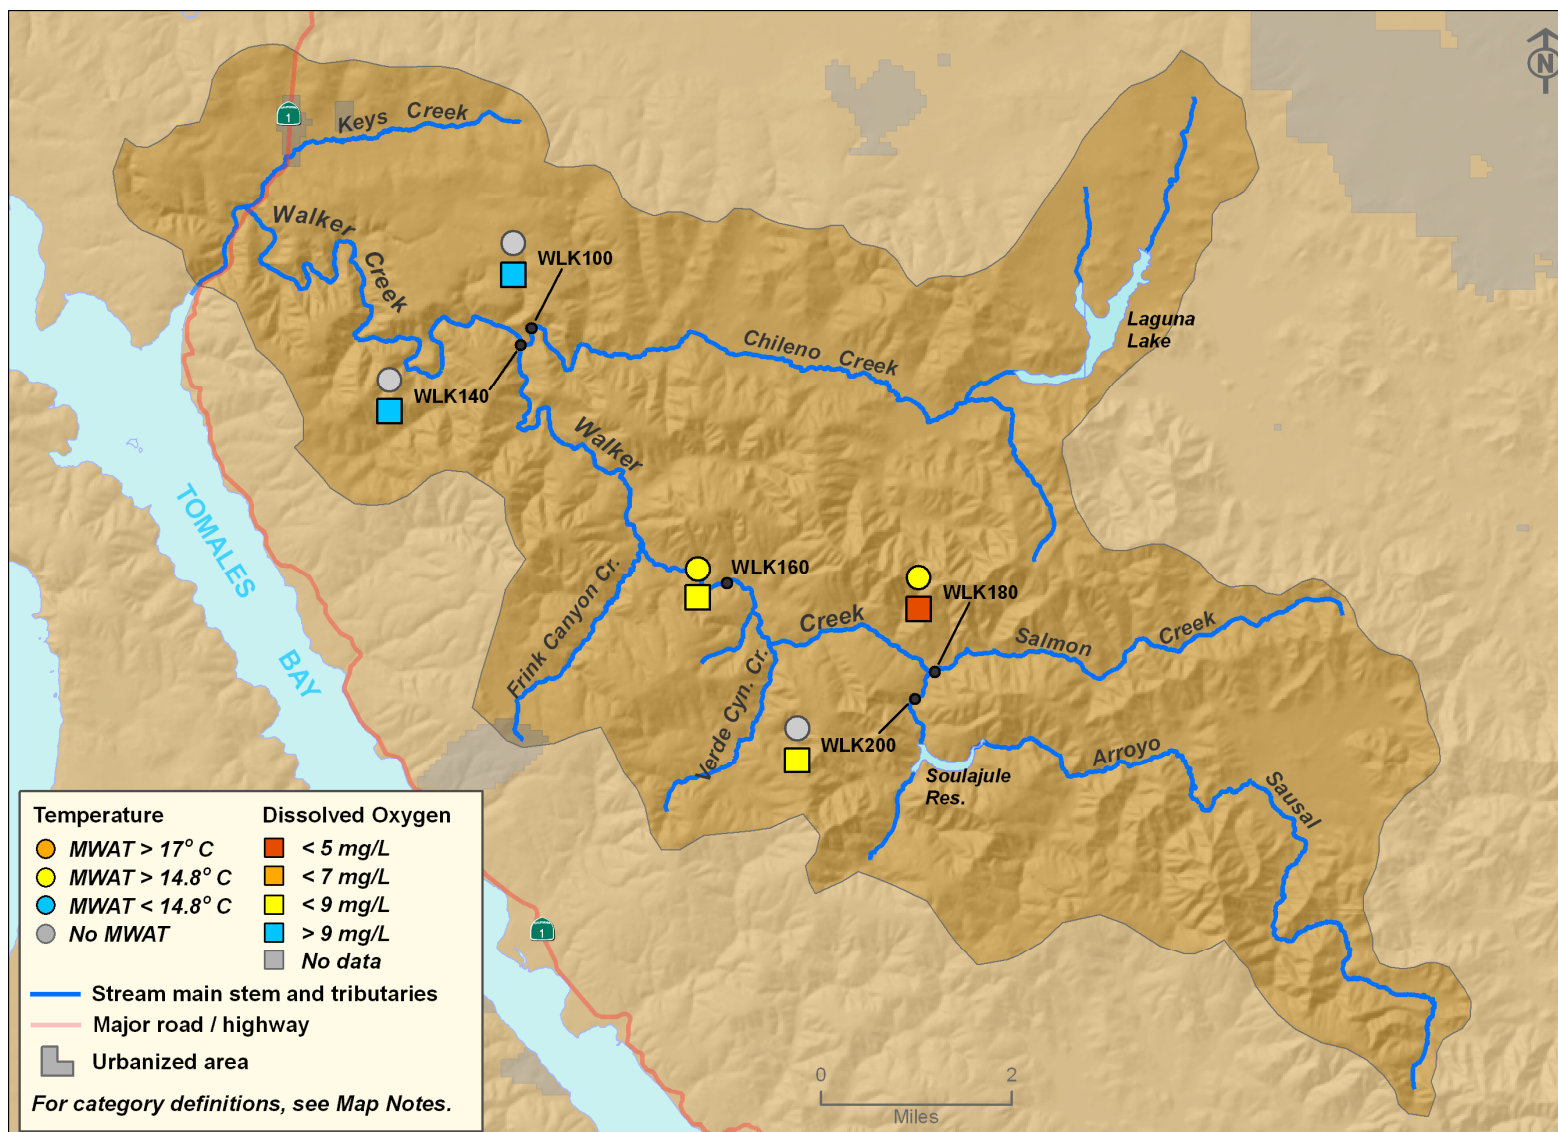 N
1
Keys Creek
Walker
Creek
WLK100
Laguna
Lake
Chileno Creek
WLK140
Walker
TOMALES
BAY
WLK160
Frink Canyon Cr.
WLK180
Creek
Salmon Creek
Verde Cyn. Cr.
WLK200
Arroyo
Sausal
Soulajule
Res.
Temperature
MWAT > 17° C
MWAT > 14.8° C
MWAT < 14.8° C
No MWAT
Dissolved Oxygen
< 5 mg/L
< 7 mg/L
< 9 mg/L
> 9 mg/L
No data
Stream main stem and tributaries
Major road / highway
Urbanized area
For category definitions, see Map Notes.
1
0 2
Miles